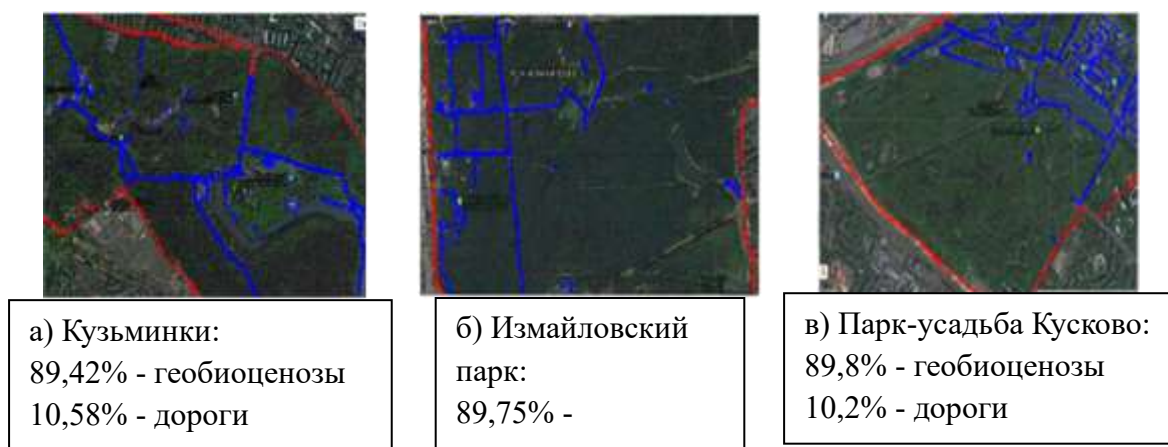 а) Кузьминки:
89,42% - геобиоценозы
10,58% - дороги
б) Измайловский
парк:
89,75% -
в) Парк-усадьба Кусково:
89,8% - геобиоценозы
10,2% - дороги